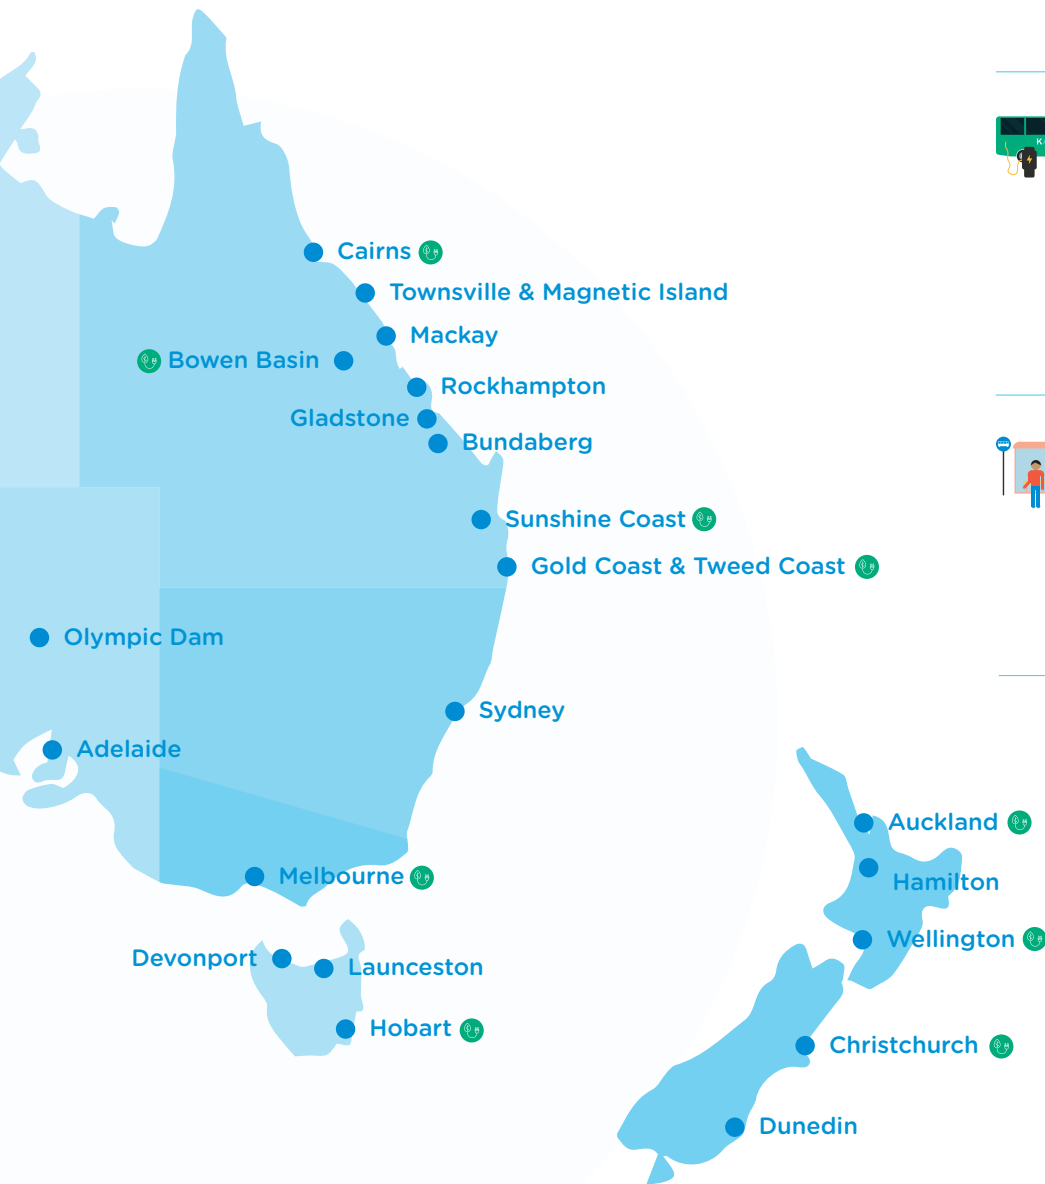 Cairns
Townsville & Magnetic Island
Mackay
Bowen Basin
Rockhampton
Gladstone
Bundaberg
Sunshine Coast
Gold Coast & Tweed Coast
Olympic Dam
Sydney
Adelaide
Auckland
Melbourne
Hamilton
Wellington
Devonport
Launceston
Hobart
Christchurch
Dunedin